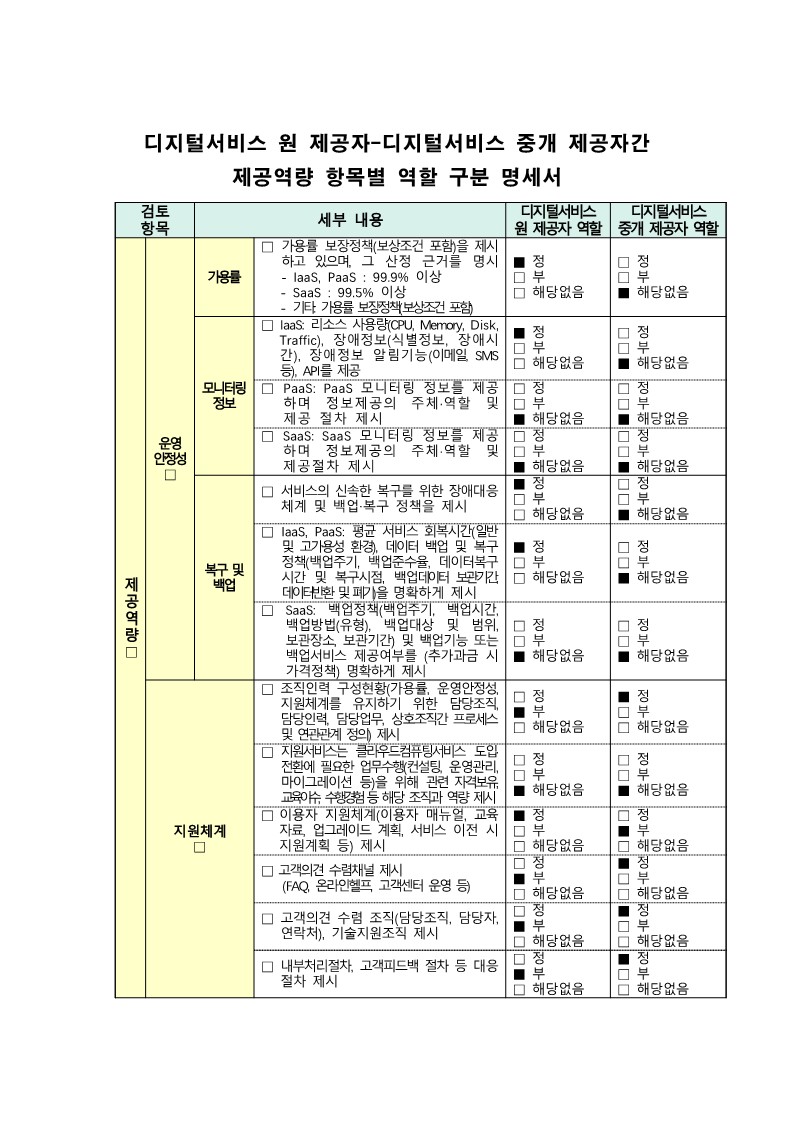 디지털서비스 원 제공자-디지털서비스 중개 제공자간
제공역량 항목별 역할 구분 명세서
검토
항목
세부 내용
디지털서비스
원 제공자 역할
디지털서비스
중개 제공자 역할
제
공
역
량
□
운영
안정성
□
가용률
□ 가용률 보장정책(보상조건 포함)을 제시
하고 있으며, 그 산정 근거를 명시
- IaaS, PaaS : 99.9% 이상
- SaaS : 99.5% 이상
- 기타: 가용률 보장정책(보상조건 포함)
■ 정
□ 부
□ 해당없음
□ 정
□ 부
■ 해당없음
모니터링
정보
□ IaaS: 리소스 사용량(CPU, Memory, Disk,
Traffic), 장애정보(식별정보, 장애시
간), 장애정보 알림기능(이메일, SMS
등), API를 제공
■ 정
□ 부
□ 해당없음
□ 정
□ 부
■ 해당없음
□ PaaS: PaaS 모니터링 정보를 제공
하며 정보제공의 주체·역할 및
제공 절차 제시
□ 정
□ 부
■ 해당없음
□ 정
□ 부
■ 해당없음
□ SaaS: SaaS 모니터링 정보를 제공
하며 정보제공의 주체·역할 및
제공절차 제시
□ 정
□ 부
■ 해당없음
□ 정
□ 부
■ 해당없음
복구 및
백업
□ 서비스의 신속한 복구를 위한 장애대응
체계 및 백업·복구 정책을 제시
■ 정
□ 부
□ 해당없음
□ 정
□ 부
■ 해당없음
□ IaaS, PaaS: 평균 서비스 회복시간(일반
및 고가용성 환경), 데이터 백업 및 복구
정책(백업주기, 백업준수율, 데이터복구
시간 및 복구시점, 백업데이터 보관기간,
데이터반환 및 폐기)을 명확하게 제시
■ 정
□ 부
□ 해당없음
□ 정
□ 부
■ 해당없음
□ SaaS: 백업정책(백업주기, 백업시간,
백업방법(유형), 백업대상 및 범위,
보관장소, 보관기간) 및 백업기능 또는
백업서비스 제공여부를 (추가과금 시
가격정책) 명확하게 제시
□ 정
□ 부
■ 해당없음
□ 정
□ 부
■ 해당없음
지원체계
□
□ 조직인력 구성현황(가용률, 운영안정성,
지원체계를 유지하기 위한 담당조직,
담당인력, 담당업무, 상호조직간 프로세스
및 연관관계 정의) 제시
□ 정
■ 부
□ 해당없음
■ 정
□ 부
□ 해당없음
□ 지원서비스는 클라우드컴퓨팅서비스 도입·
전환에 필요한 업무수행(컨설팅, 운영관리,
마이그레이션 등)을 위해 관련 자격보유,
교육이수, 수행경험 등 해당 조직과 역량 제시
□ 정
□ 부
■ 해당없음
□ 정
□ 부
■ 해당없음
□ 이용자 지원체계(이용자 매뉴얼, 교육
자료, 업그레이드 계획, 서비스 이전 시
지원계획 등) 제시
■ 정
□ 부
□ 해당없음
□ 정
■ 부
□ 해당없음
□ 고객의견 수렴채널 제시
(FAQ, 온라인헬프, 고객센터 운영 등)
□ 정
■ 부
□ 해당없음
■ 정
□ 부
□ 해당없음
□ 고객의견 수렴 조직(담당조직, 담당자,
연락처), 기술지원조직 제시
□ 정
■ 부
□ 해당없음
■ 정
□ 부
□ 해당없음
□ 내부처리절차, 고객피드백 절차 등 대응
절차 제시
□ 정
■ 부
□ 해당없음
■ 정
□ 부
□ 해당없음